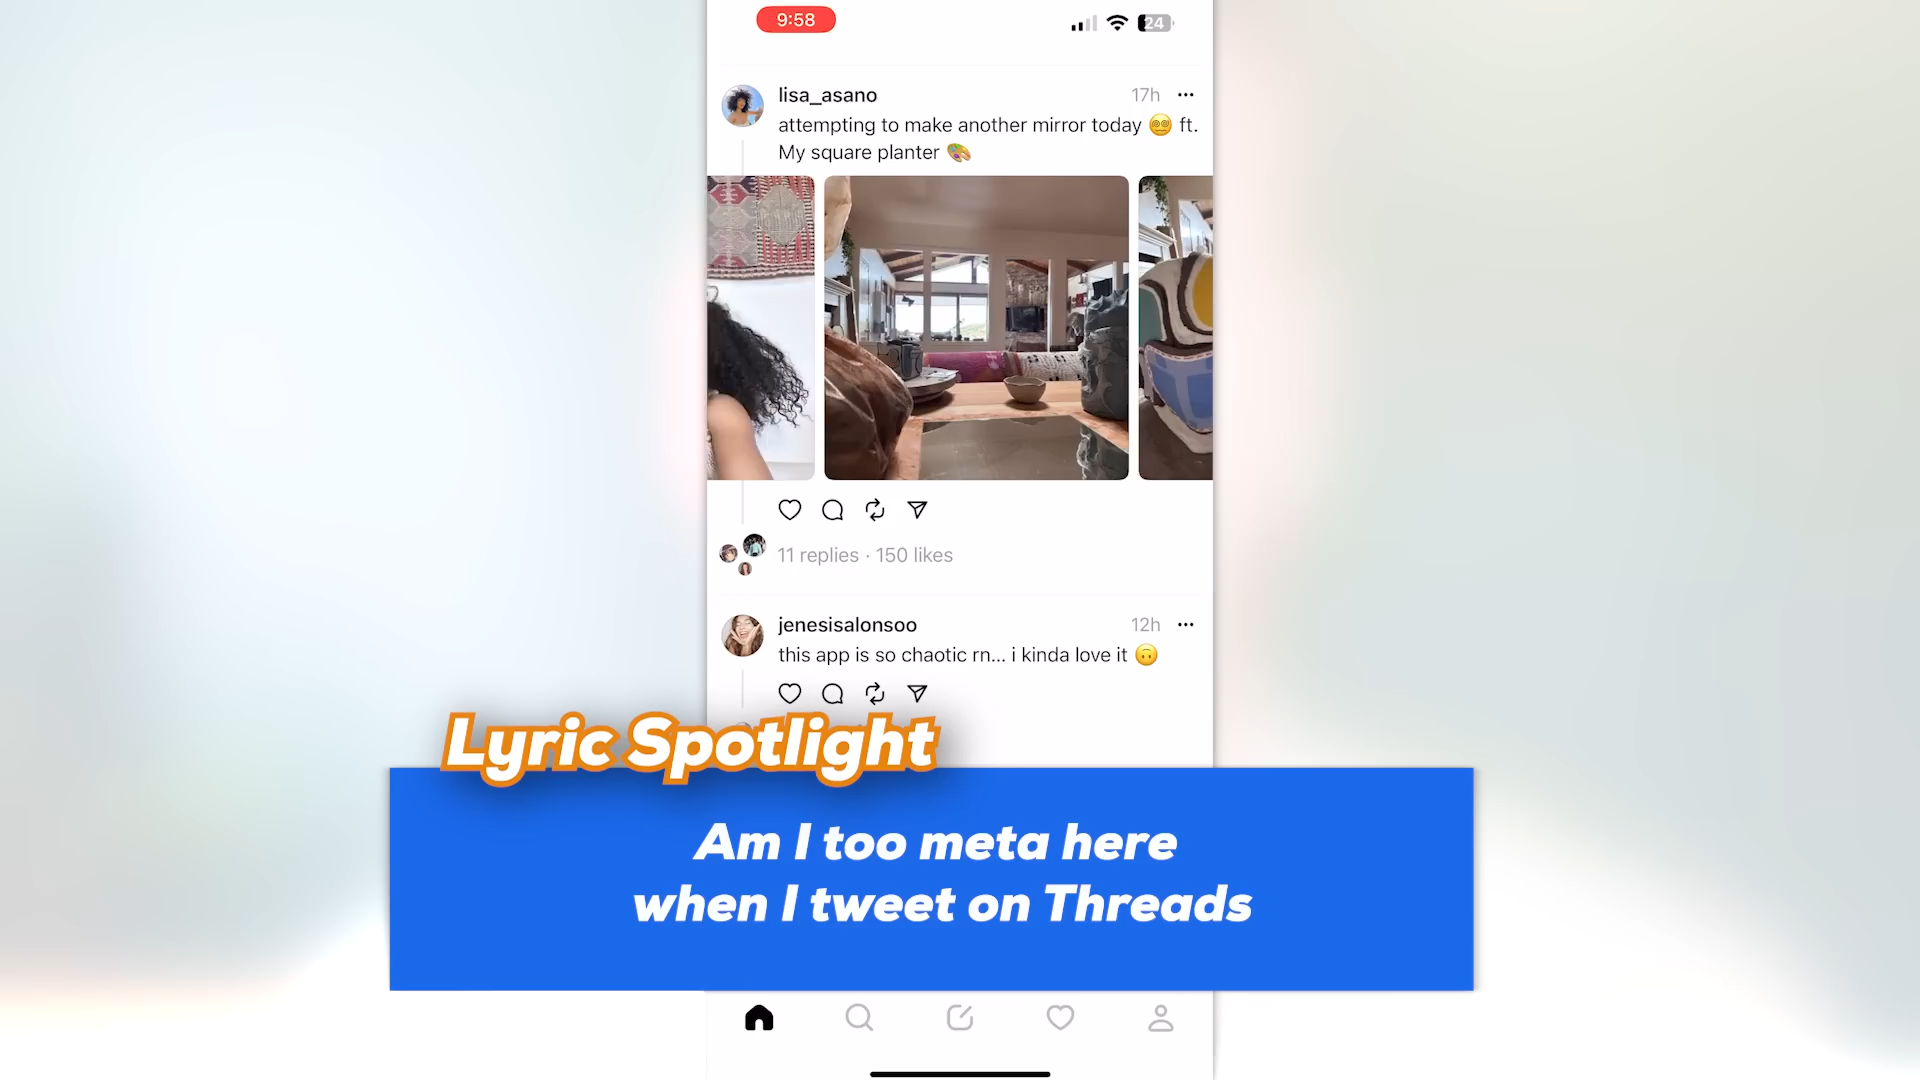 9:58
24
lisa_asano 17h
attempting to make another mirror today 😵‍💫 ft.
My square planter 🎨
11 replies · 150 likes
jenesisalonsoo 12h
this app is so chaotic rn... i kinda love it 🙃
Lyric Spotlight
Am I too meta here
when I tweet on Threads